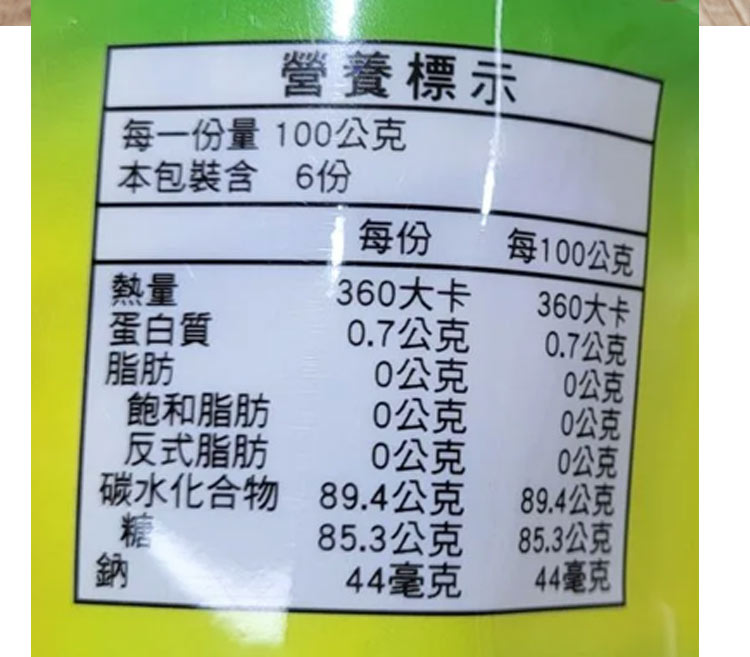 營養標示
每一份量 100公克
本包裝含 6份
每份 每100公克
熱量 360大卡 360大卡
蛋白質 0.7公克 0.7公克
脂肪 0公克 0公克
飽和脂肪 0公克 0公克
反式脂肪 0公克 0公克
碳水化合物 89.4公克 89.4公克
糖 85.3公克 85.3公克
鈉 44毫克 44毫克